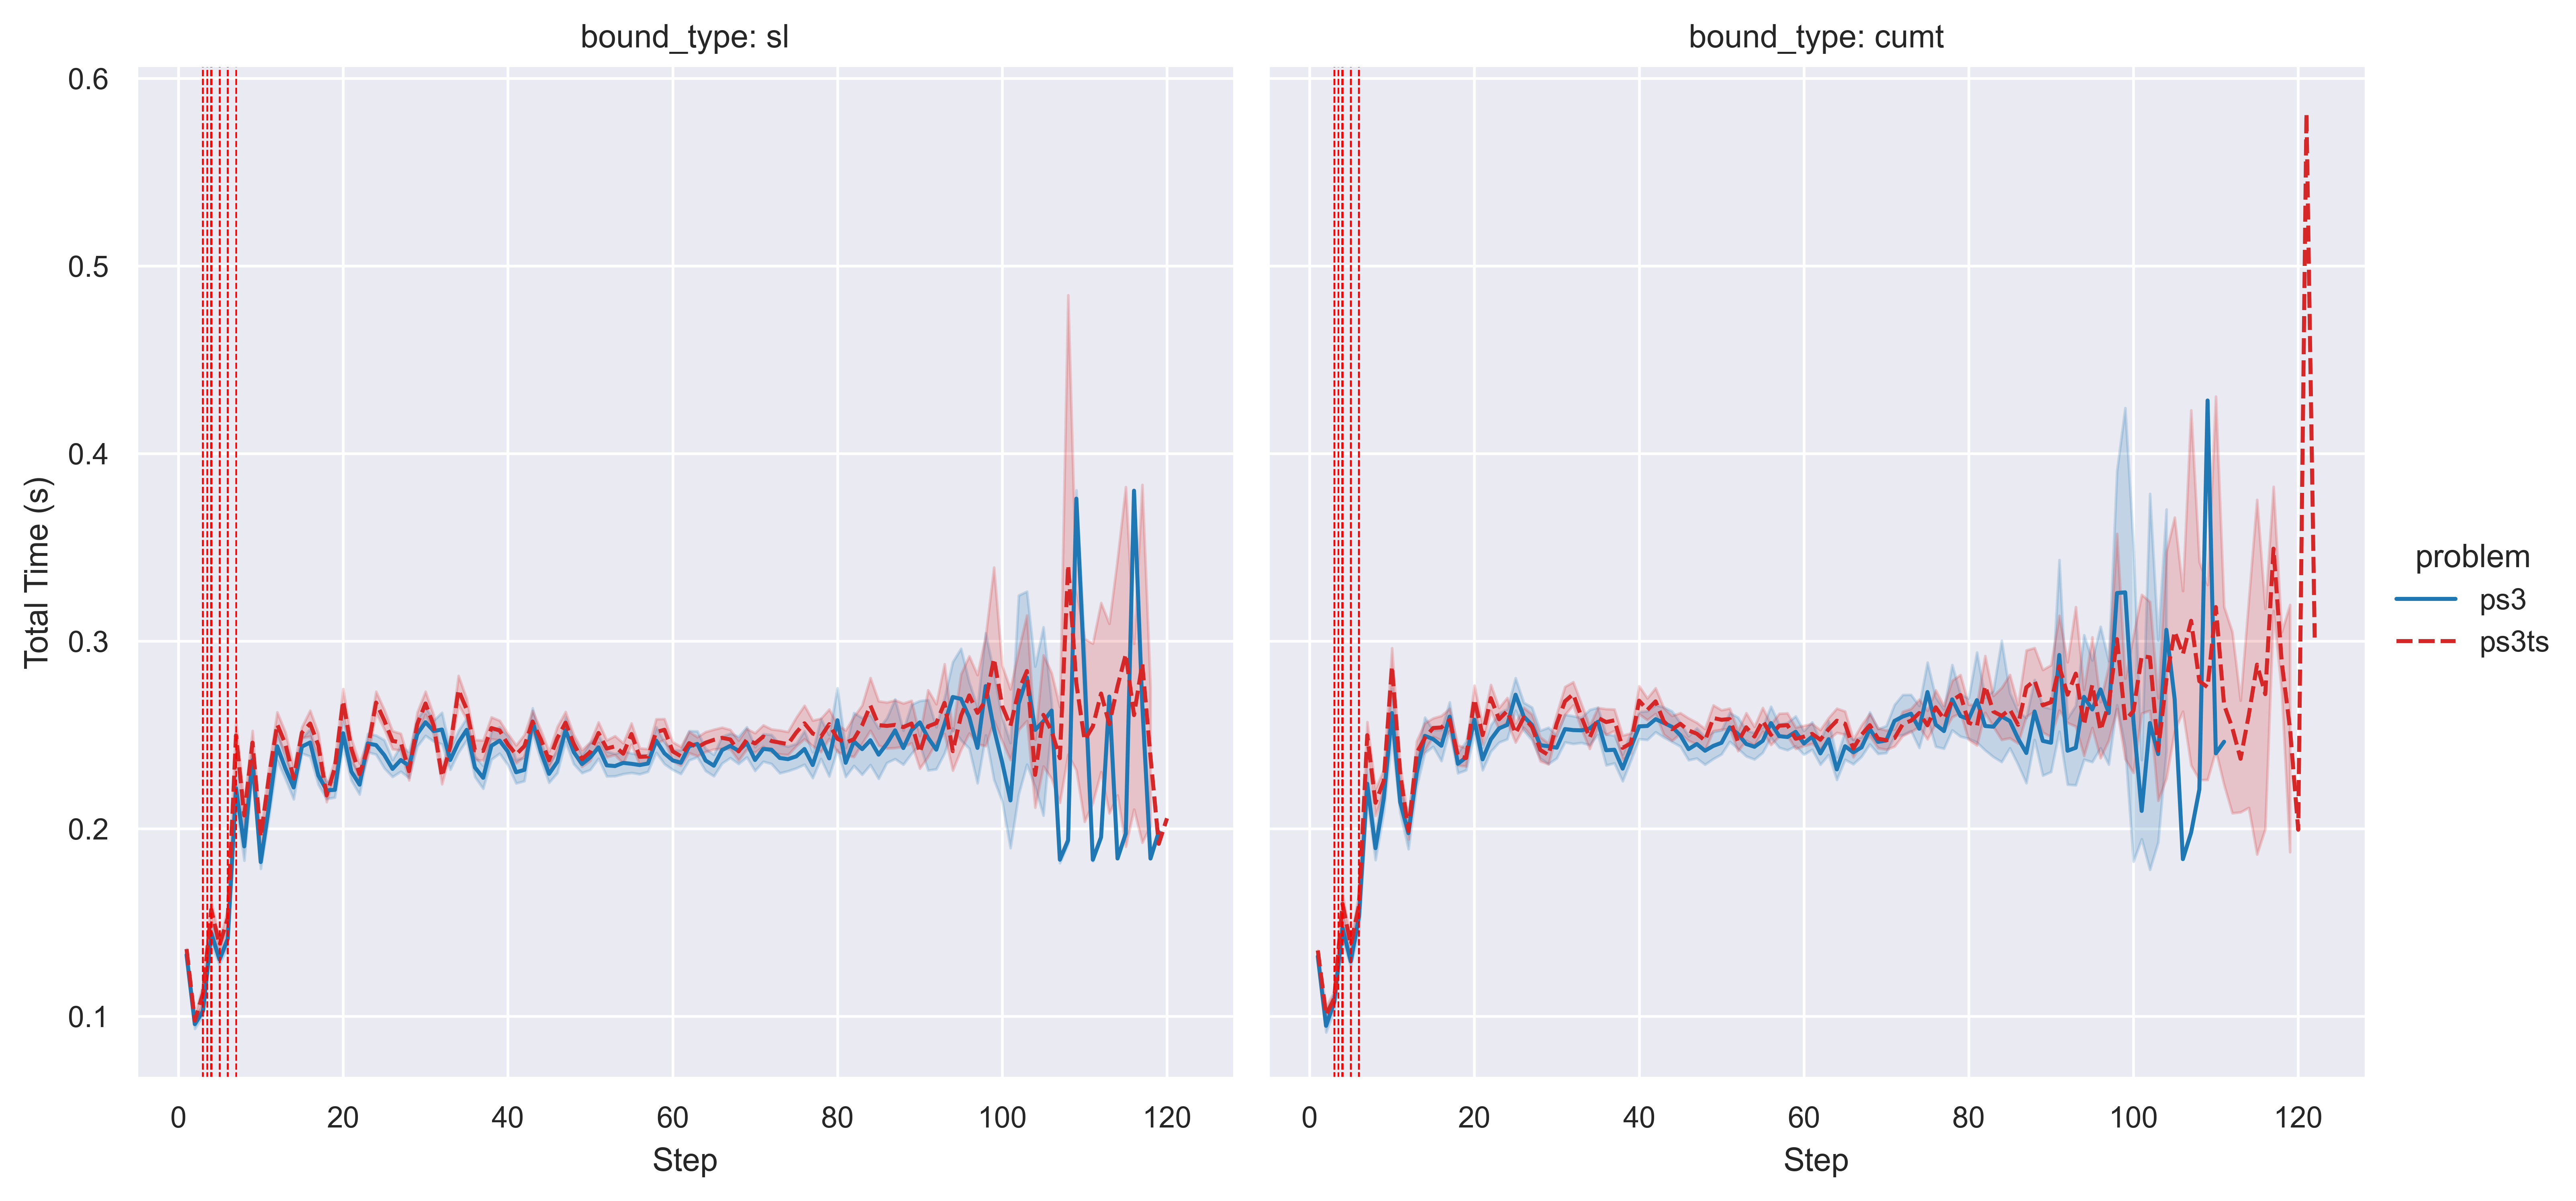 bound_type: sl
bound_type: cumt
0.6
0.5
0.4
0.3
0.2
0.1
Total Time (s)
0 20 40 60 80 100 120
0 20 40 60 80 100 120
Step
Step
problem
ps3
ps3ts